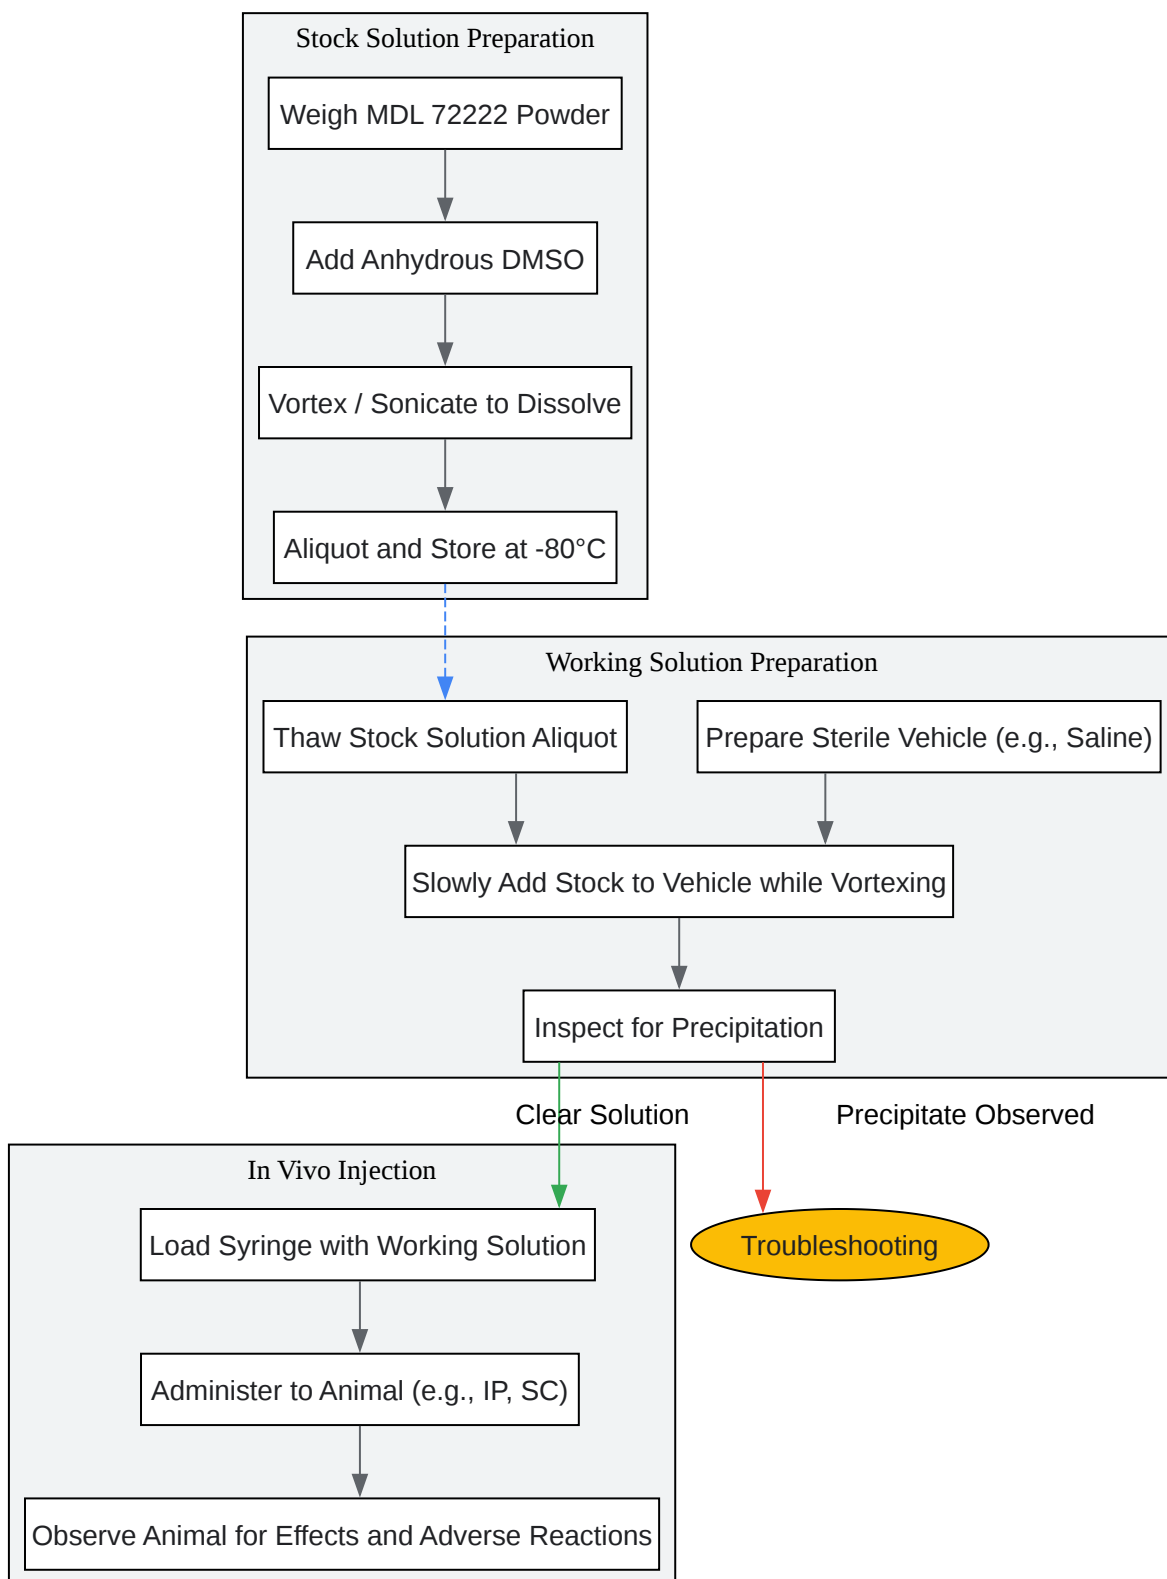 Stock Solution Preparation
Weigh MDL 72222 Powder
Add Anhydrous DMSO
Vortex / Sonicate to Dissolve
Aliquot and Store at -80°C
Working Solution Preparation
Thaw Stock Solution Aliquot
Prepare Sterile Vehicle (e.g., Saline)
Slowly Add Stock to Vehicle while Vortexing
Inspect for Precipitation
Clear Solution
Precipitate Observed
In Vivo Injection
Load Syringe with Working Solution
Troubleshooting
Administer to Animal (e.g., IP, SC)
Observe Animal for Effects and Adverse Reactions